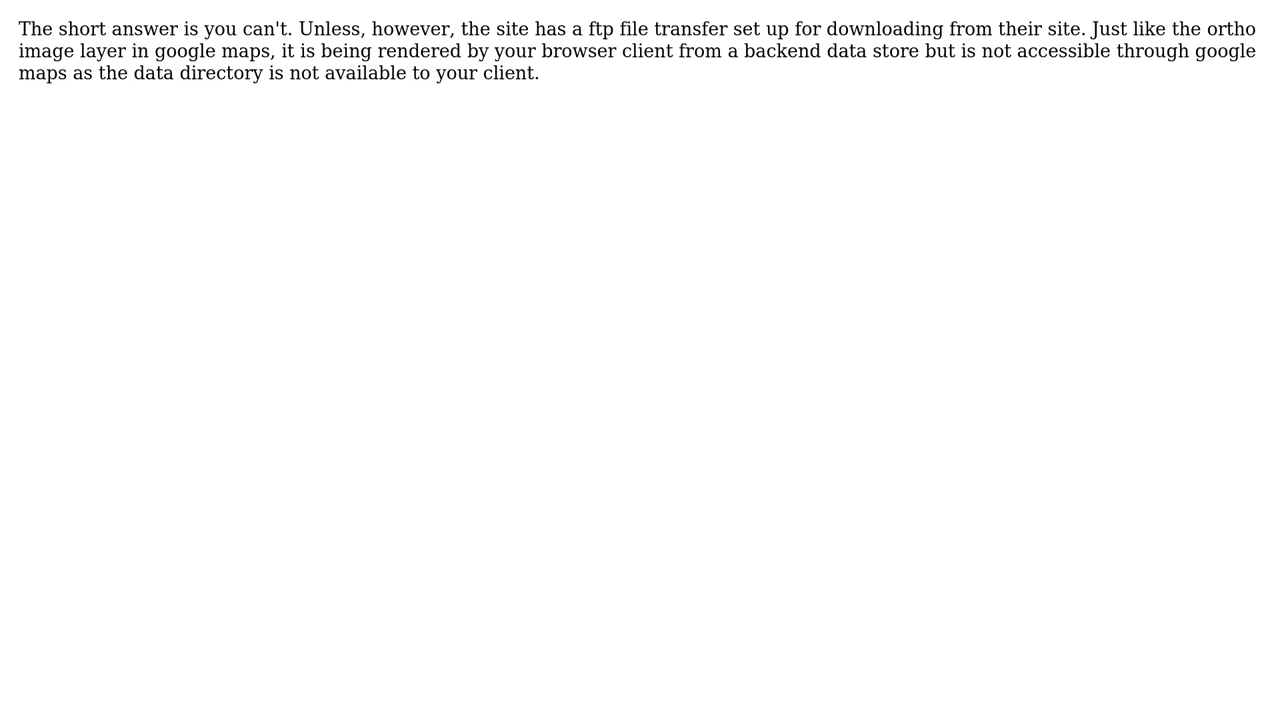 The short answer is you can't. Unless, however, the site has a ftp file transfer set up for downloading from their site. Just like the ortho
image layer in google maps, it is being rendered by your browser client from a backend data store but is not accessible through google
maps as the data directory is not available to your client.